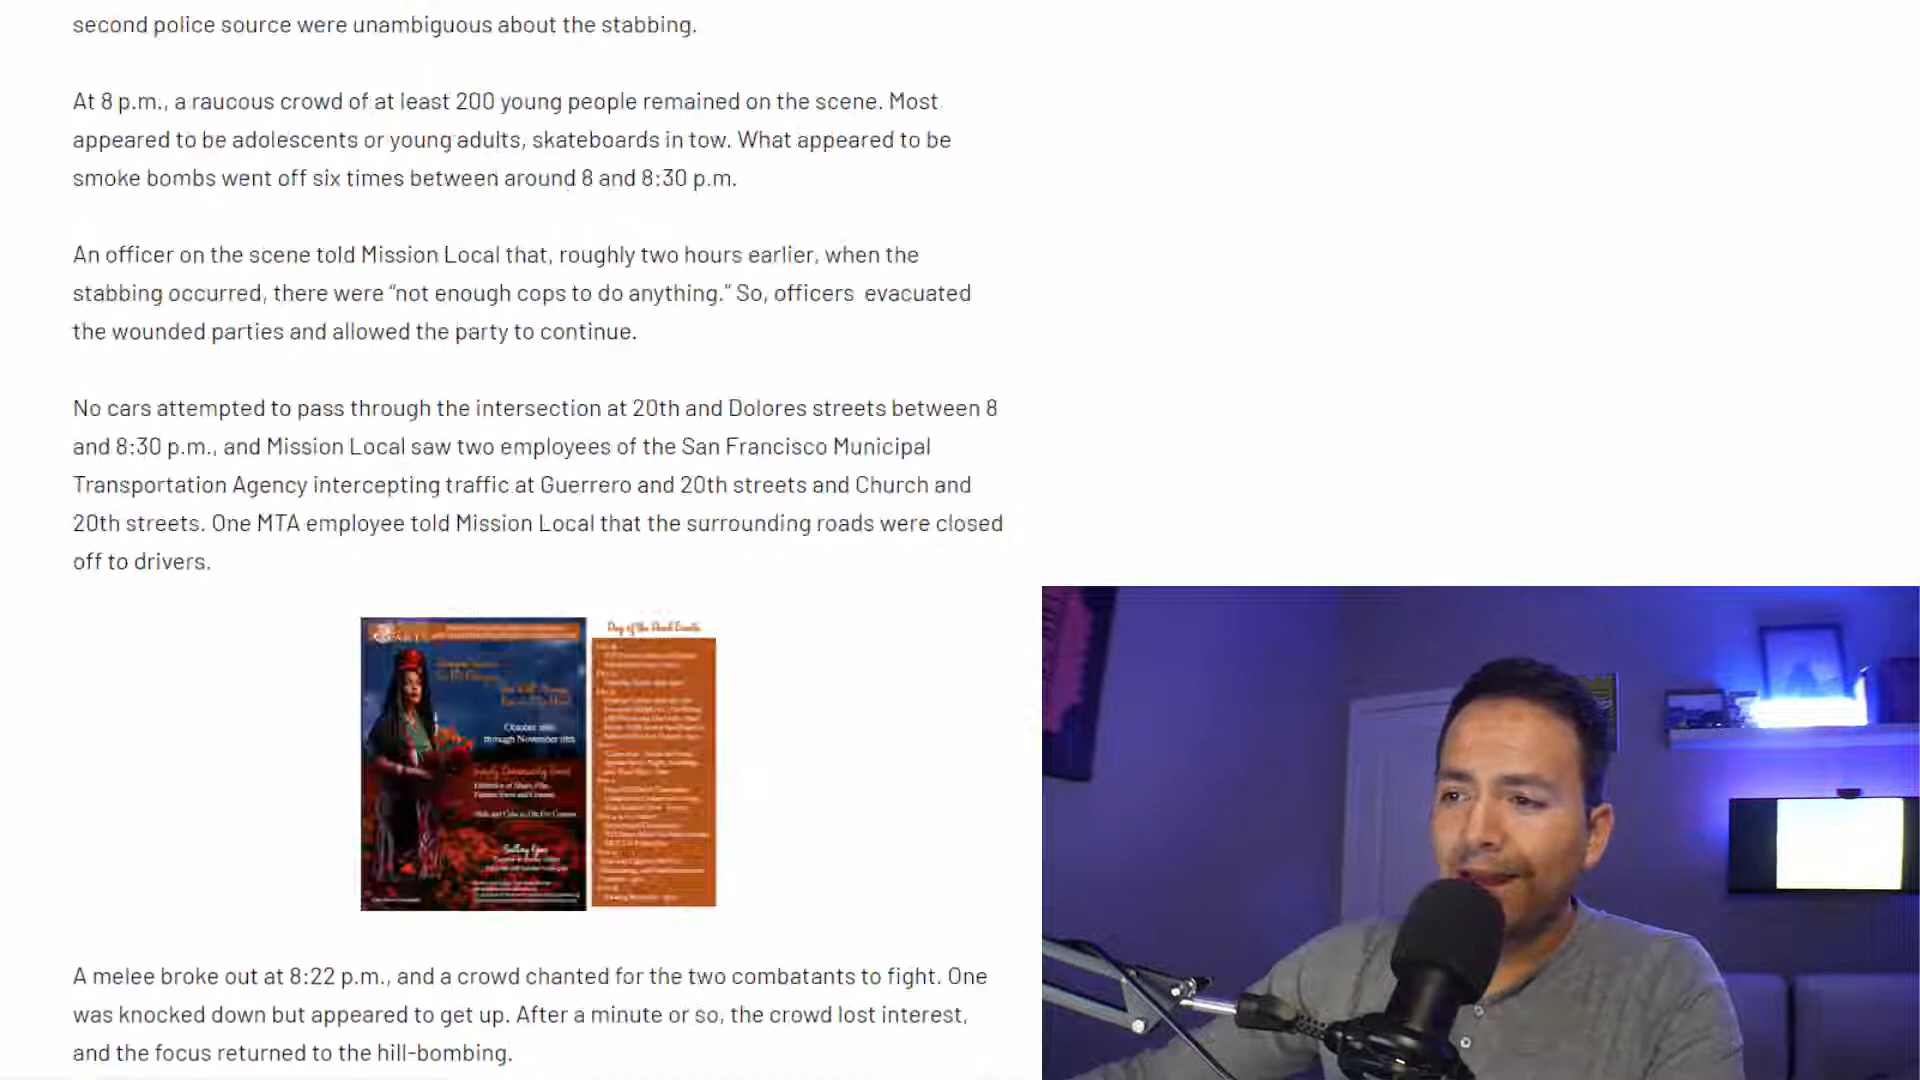 second police source were unambiguous about the stabbing.
At 8 p.m., a raucous crowd of at least 200 young people remained on the scene. Most
appeared to be adolescents or young adults, skateboards in tow. What appeared to be
smoke bombs went off six times between around 8 and 8:30 p.m.
An officer on the scene told Mission Local that, roughly two hours earlier, when the
stabbing occurred, there were “not enough cops to do anything.” So, officers evacuated
the wounded parties and allowed the party to continue.
No cars attempted to pass through the intersection at 20th and Dolores streets between 8
and 8:30 p.m., and Mission Local saw two employees of the San Francisco Municipal
Transportation Agency intercepting traffic at Guerrero and 20th streets and Church and
20th streets. One MTA employee told Mission Local that the surrounding roads were closed
off to drivers.
Day of the Dead Events
October
through November
A melee broke out at 8:22 p.m., and a crowd chanted for the two combatants to fight. One
was knocked down but appeared to get up. After a minute or so, the crowd lost interest,
and the focus returned to the hill-bombing.